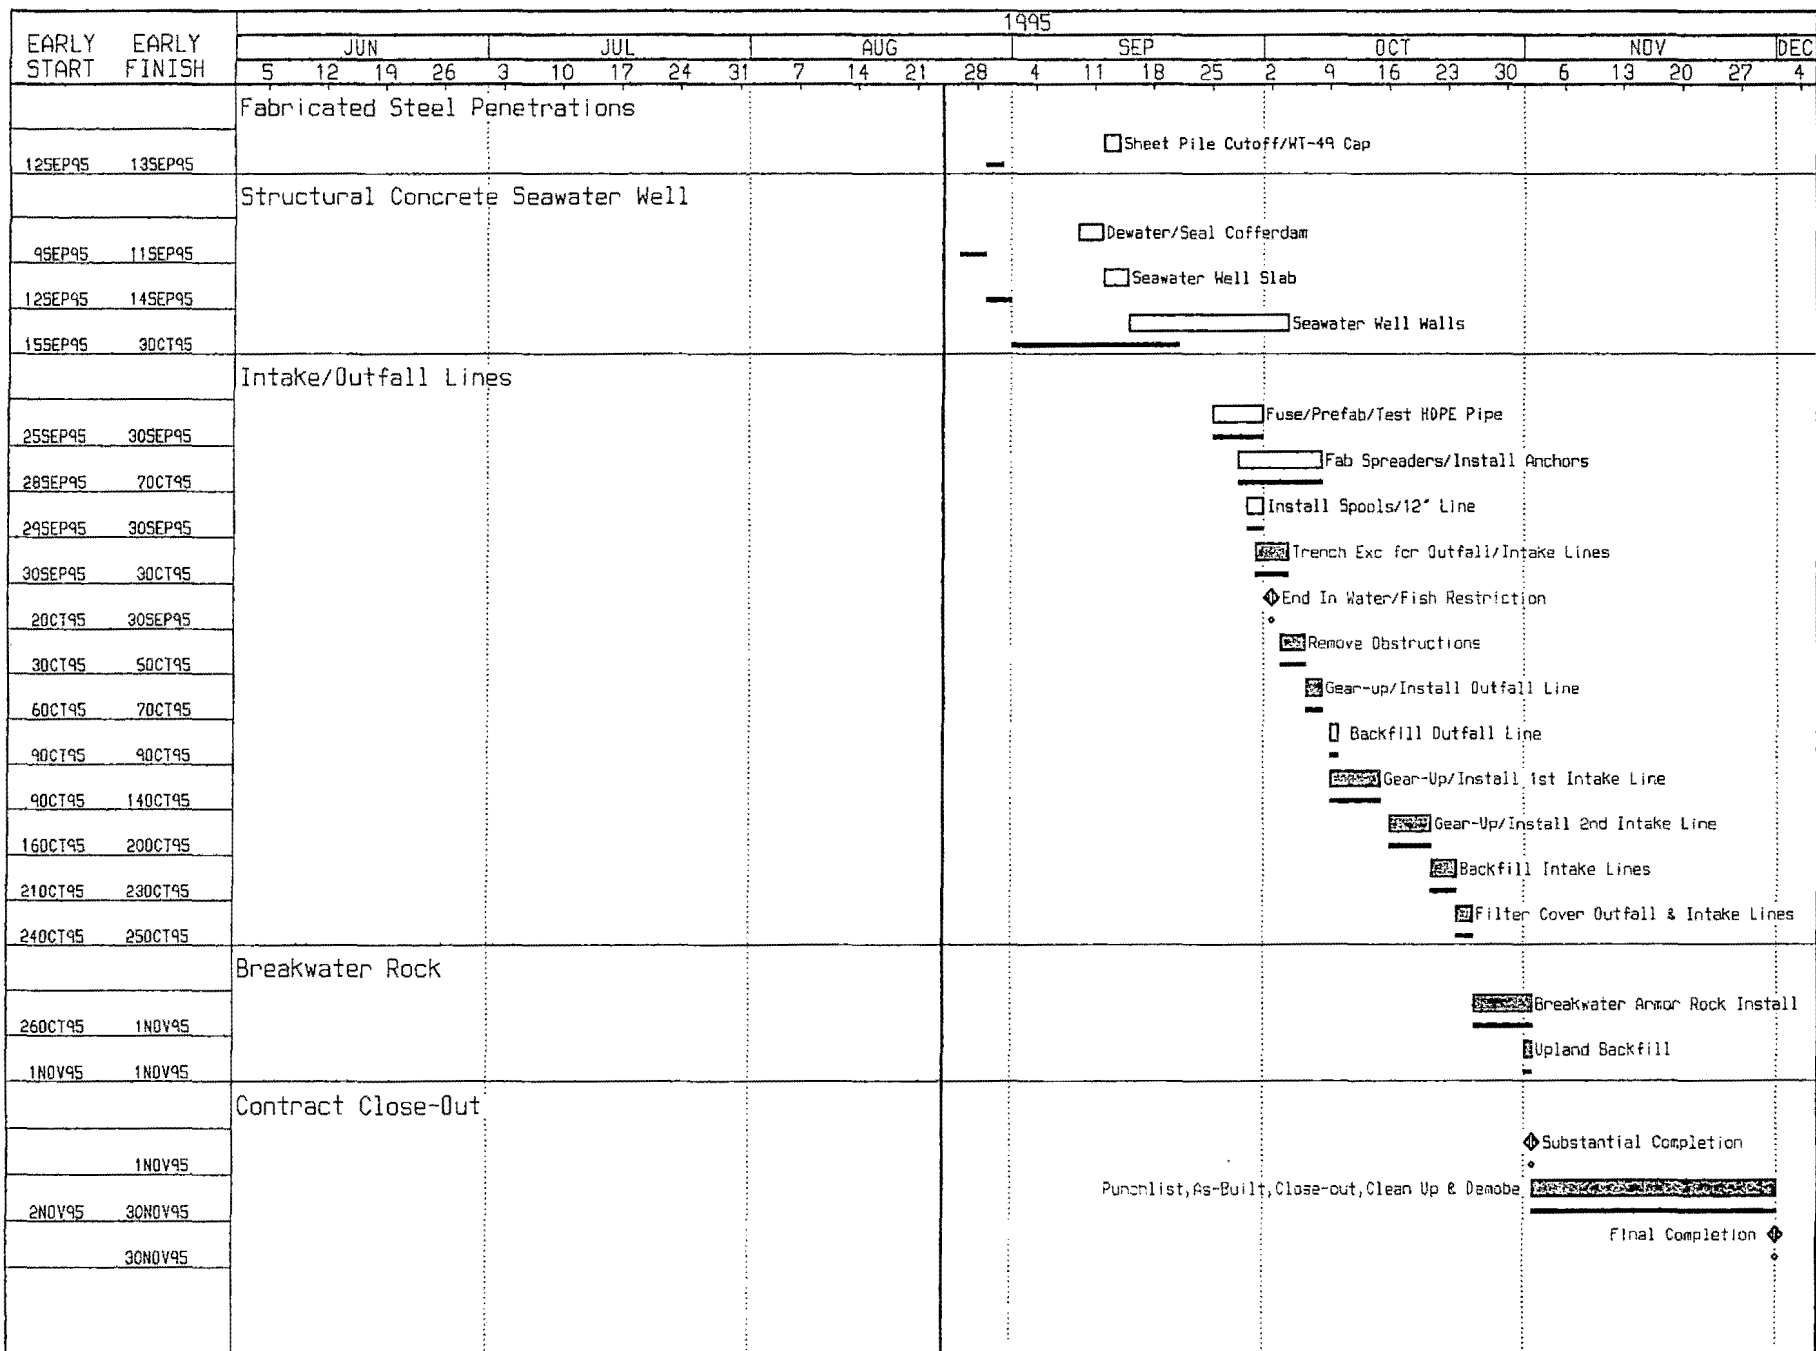 1995
EARLY EARLY JUN JUL AUG SEP OCT NOV DEC
START FINISH 5 12 19 26 3 10 17 24 31 7 14 21 28 4 11 18 25 2 9 16 23 30 6 13 20 27 4
Fabricated Steel Penetrations
Sheet Pile Cutoff/WT-49 Cap
12SEP95 13SEP95
Structural Concrete Seawater Well
Dewater/Seal Cofferdam
9SEP95 11SEP95
Seawater Well Slab
12SEP95 14SEP95
Seawater Well Walls
15SEP95 3OCT95
Intake/Outfall Lines
Fuse/Prefab/Test HDPE Pipe
25SEP95 30SEP95
Fab Spreaders/Install Anchors
28SEP95 7OCT95
Install Spools/12" Line
29SEP95 30SEP95
Trench Exc for Outfall/Intake Lines
30SEP95 3OCT95
End In Water/Fish Restriction
2OCT95 30SEP95
Remove Obstructions
3OCT95 5OCT95
Gear-up/Install Outfall Line
6OCT95 7OCT95
Backfill Outfall Line
9OCT95 9OCT95
Gear-Up/Install 1st Intake Line
9OCT95 14OCT95
Gear-Up/Install 2nd Intake Line
16OCT95 20OCT95
Backfill Intake Lines
21OCT95 23OCT95
Filter Cover Outfall & Intake Lines
24OCT95 25OCT95
Breakwater Rock
Breakwater Armor Rock Install
26OCT95 1NOV95
Upland Backfill
1NOV95 1NOV95
Contract Close-Out
Substantial Completion
1NOV95
Punchlist,As-Built,Close-out,Clean Up & Demobe
2NOV95 30NOV95
Final Completion
30NOV95